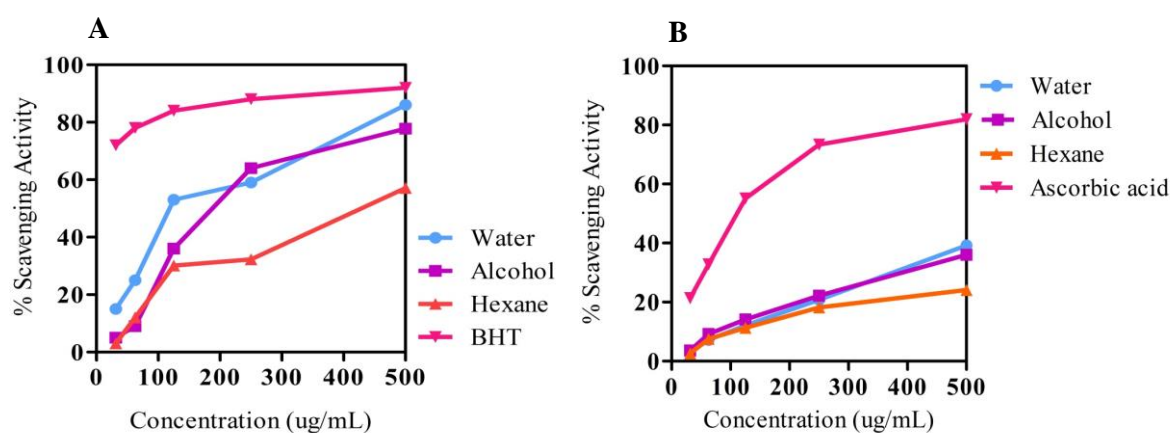 A
% Scavenging Activity
100
80
60
40
20
0
0 100 200 300 400 500
Concentration (ug/mL)
Water
Alcohol
Hexane
BHT
B
% Scavenging Activity
100
80
60
40
20
0
0 100 200 300 400 500
Concentration (ug/mL)
Water
Alcohol
Hexane
Ascorbic acid